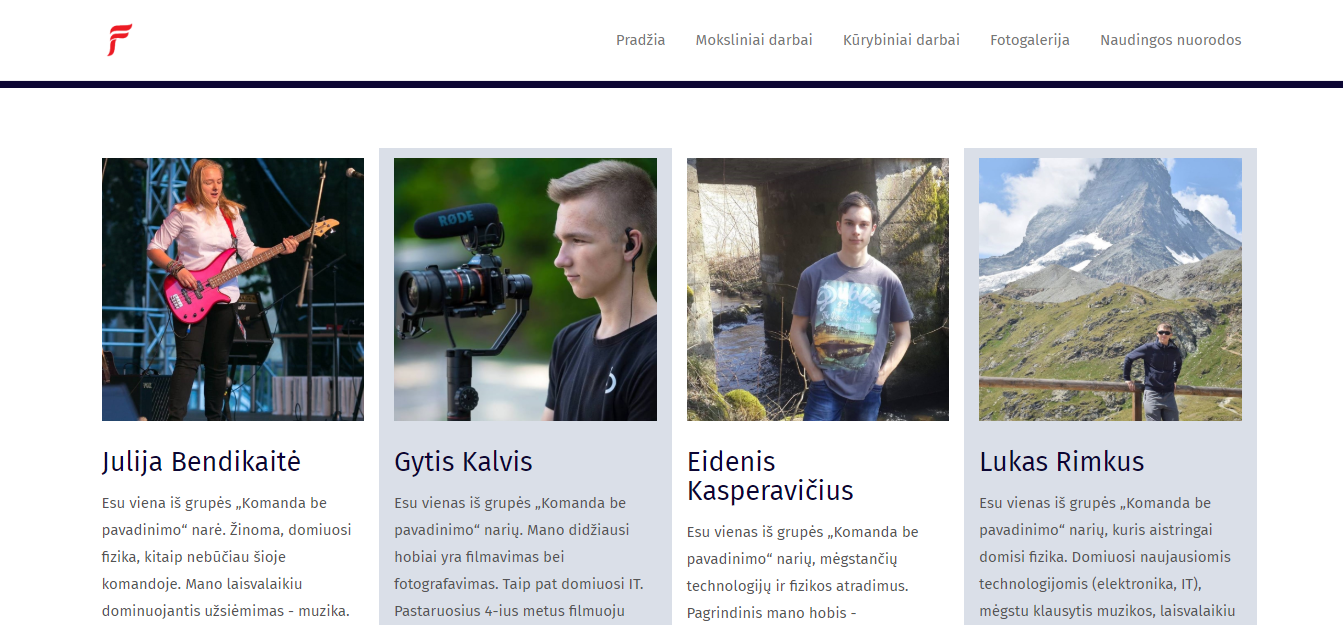 F
Pradžia
Moksliniai darbai
Kūrybiniai darbai
Fotogalerija
Naudingos nuorodos
RØDE
Julija Bendikaitė
Esu viena iš grupės „Komanda be
pavadinimo“ narė. Žinoma, domiuosi
fizika, kitaip nebūčiau šioje
komandoje. Mano laisvalaikiu
dominuojantis užsiėmimas - muzika.
Gytis Kalvis
Esu vienas iš grupės „Komanda be
pavadinimo“ narių. Mano didžiausi
hobiai yra filmavimas bei
fotografavimas. Taip pat domiuosi IT.
Pastaruosius 4-ius metus filmuoju
Eidenis
Kasperavičius
Esu vienas iš grupės „Komanda be
pavadinimo“ narių, mėgstančių
technologijų ir fizikos atradimus.
Pagrindinis mano hobis -
Lukas Rimkus
Esu vienas iš grupės „Komanda be
pavadinimo“ narių, kuris aistringai
domisi fizika. Domiuosi naujausiomis
technologijomis (elektronika, IT),
mėgstu klausytis muzikos, laisvalaikiu